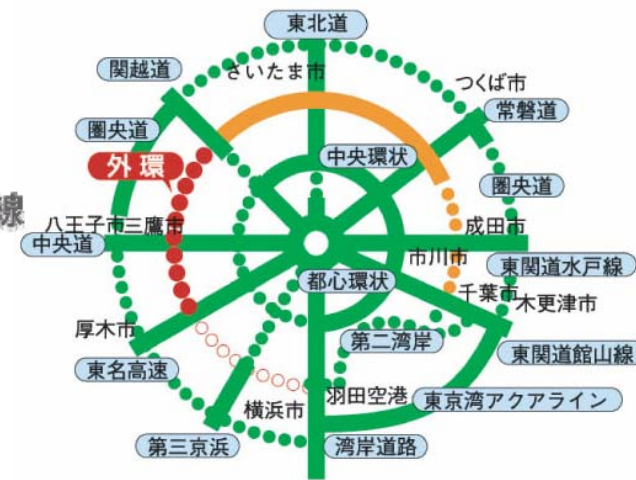 東北道
関越道
さいたま市
つくば市
常磐道
圏央道
中央環状
外環
圏央道
線
八王子市
三鷹市
成田市
中央道
市川市
東関道水戸線
都心環状
千葉市
木更津市
厚木市
第二湾岸
東関道館山線
東名高速
羽田空港
東京湾アクアライン
横浜市
第三京浜
湾岸道路